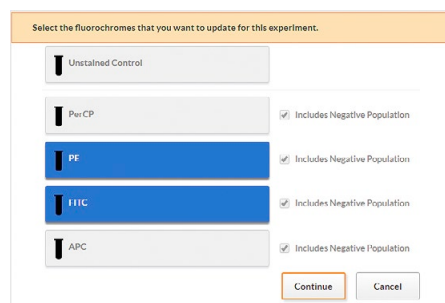 Select the fluorochromes that you want to update for this experiment.
Unstained Control
PerCP
Includes Negative Population
PE
Includes Negative Population
FITC
Includes Negative Population
APC
Includes Negative Population
Continue Cancel